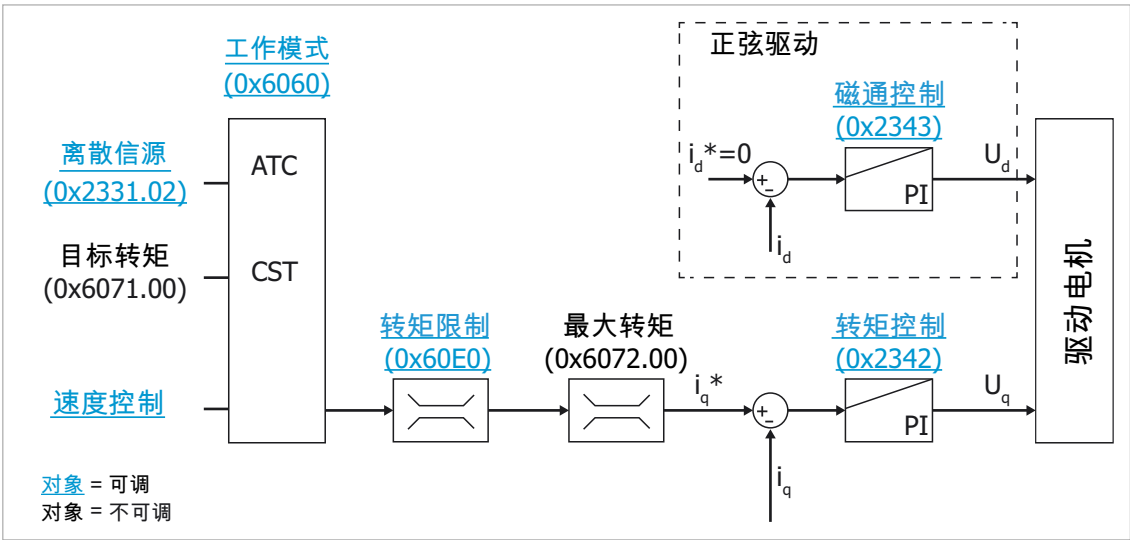 工作模式
(0x6060)
正弦驱动
磁通控制
(0x2343)
离散信源
(0x2331.02)
ATC
i_d*=0
+
-
PI
U_d
i_d
目标转矩
(0x6071.00)
CST
驱动电机
转矩限制
(0x60E0)
最大转矩
(0x6072.00)
转矩控制
(0x2342)
速度控制
i_q*
+
-
PI
U_q
i_q
对象 = 可调
对象 = 不可调